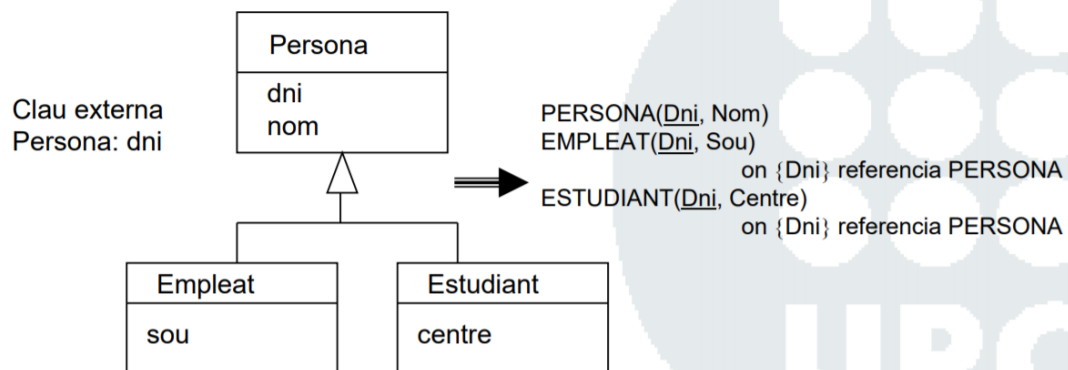 Persona
dni
nom
Clau externa
Persona: dni
PERSONA(Dni, Nom)
EMPLEAT(Dni, Sou)
on {Dni} referencia PERSONA
ESTUDIANT(Dni, Centre)
on {Dni} referencia PERSONA
Empleat
sou
Estudiant
centre